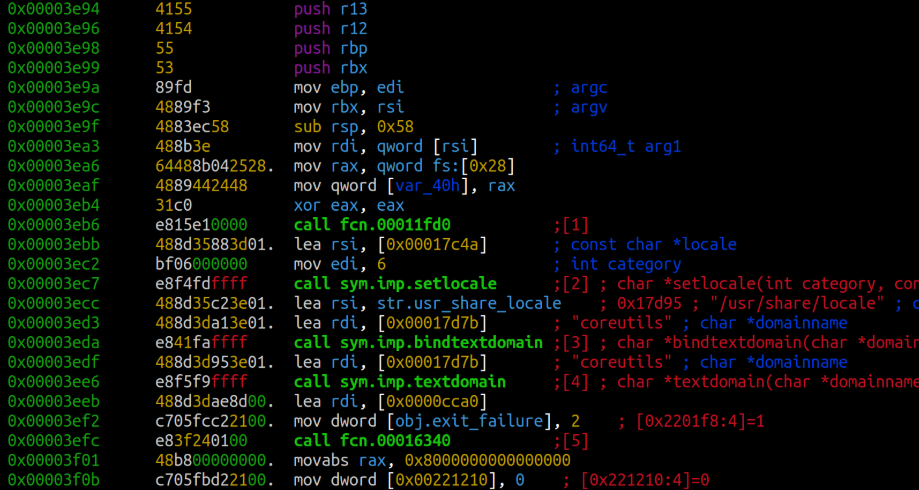 0x00003e94 4155 push r13
0x00003e96 4154 push r12
0x00003e98 55 push rbp
0x00003e99 53 push rbx
0x00003e9a 89fd mov ebp, edi ; argc
0x00003e9c 4889f3 mov rbx, rsi ; argv
0x00003e9f 4883ec58 sub rsp, 0x58
0x00003ea3 488b3e mov rdi, qword [rsi] ; int64_t arg1
0x00003ea6 64488b042528. mov rax, qword fs:[0x28]
0x00003eaf 4889442448 mov qword [var_40h], rax
0x00003eb4 31c0 xor eax, eax
0x00003eb6 e815e10000 call fcn.00011fd0 ;[1]
0x00003ebb 488d35883d01. lea rsi, [0x00017c4a] ; const char *locale
0x00003ec2 bf06000000 mov edi, 6 ; int category
0x00003ec7 e8f4fdffff call sym.imp.setlocale ;[2] ; char *setlocale(int category, con
0x00003ecc 488d35c23e01. lea rsi, str.usr_share_locale ; 0x17d95 ; "/usr/share/locale" ; c
0x00003ed3 488d3da13e01. lea rdi, [0x00017d7b] ; "coreutils" ; char *domainname
0x00003eda e841faffff call sym.imp.bindtextdomain ;[3] ; char *bindtextdomain(char *domain
0x00003edf 488d3d953e01. lea rdi, [0x00017d7b] ; "coreutils" ; char *domainname
0x00003ee6 e8f5f9ffff call sym.imp.textdomain ;[4] ; char *textdomain(char *domainname
0x00003eeb 488d3dae8d00. lea rdi, [0x0000cca0]
0x00003ef2 c705fcc22100. mov dword [obj.exit_failure], 2 ; [0x2201f8:4]=1
0x00003efc e83f240100 call fcn.00016340 ;[5]
0x00003f01 48b800000000. movabs rax, 0x8000000000000000
0x00003f0b c705fbd22100. mov dword [0x00221210], 0 ; [0x221210:4]=0